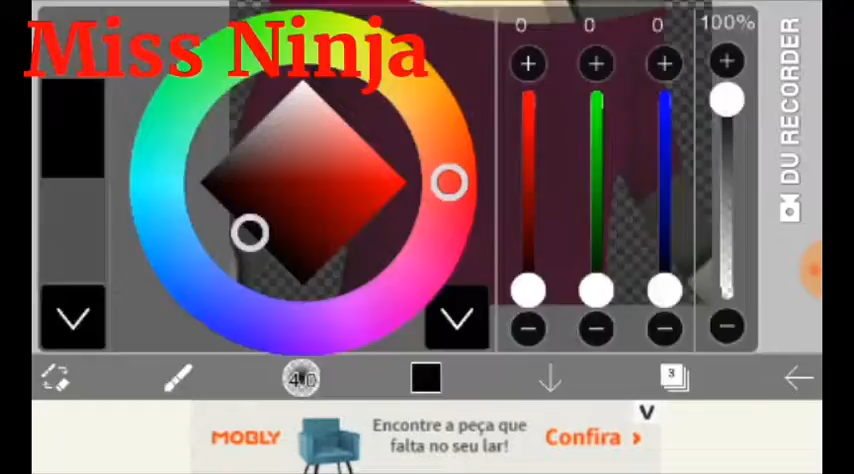 Miss Ninja
0 0 0 100%
DU RECORDER
4.0
3
MOBLY
Encontre a peça que
falta no seu lar!
Confira